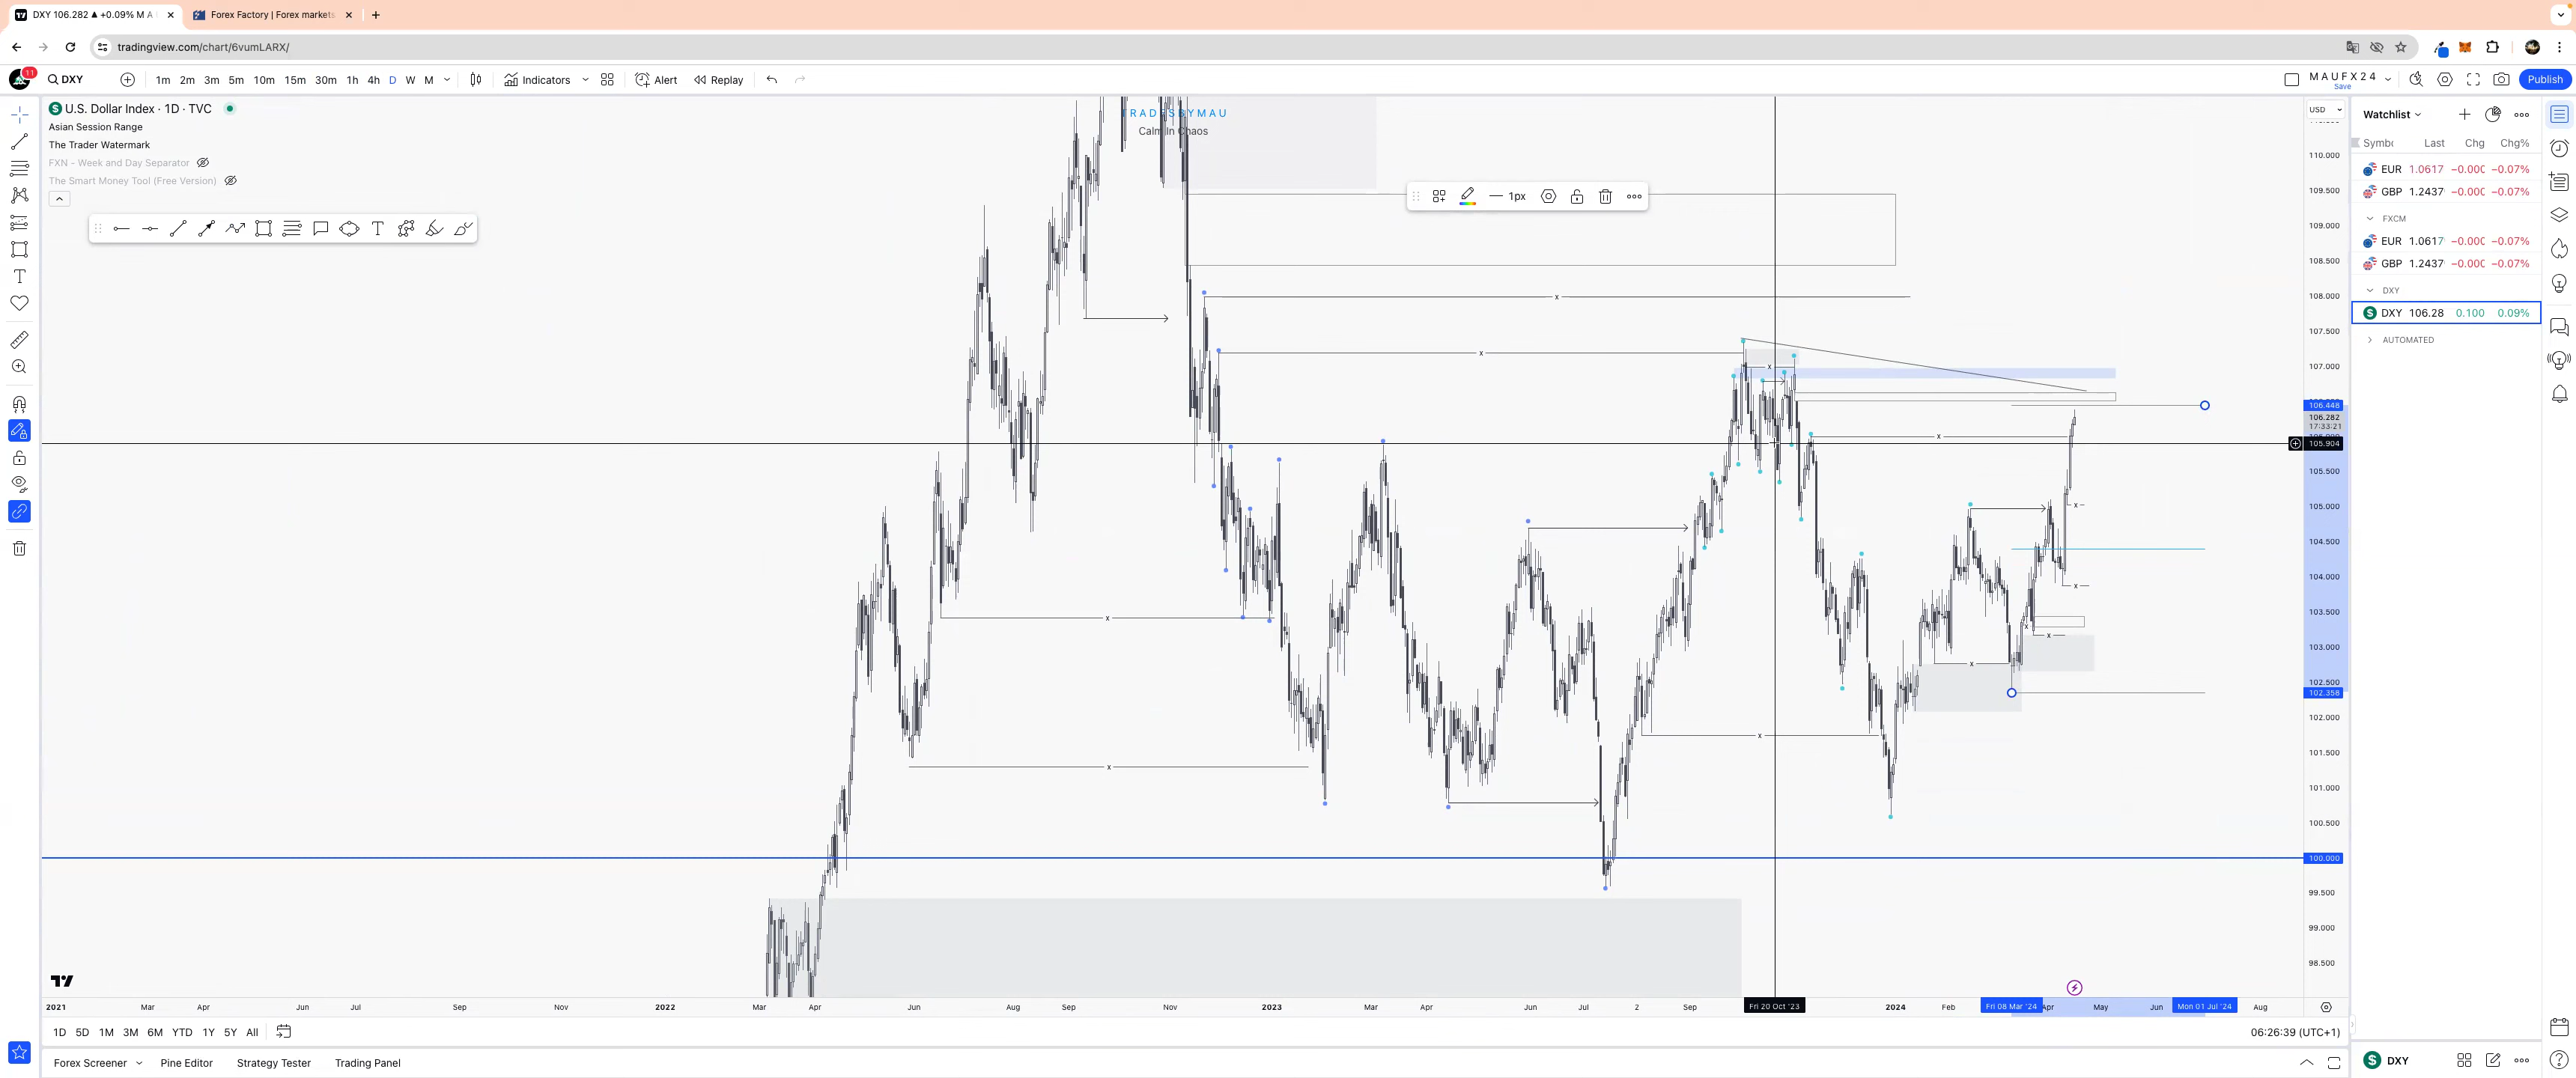 DXY 106.282 ▲ +0.09% M A
Forex Factory | Forex markets
tradingview.com/chart/6vumLARX/
11
DXY
1m 2m 3m 5m 10m 15m 30m 1h 4h D W M
Indicators
Alert
Replay
MAUFX24
Save
Publish
U.S. Dollar Index · 1D · TVC
Asian Session Range
The Trader Watermark
FXN - Week and Day Separator
The Smart Money Tool (Free Version)
TRADESBYMAU
Calm In Chaos
1px
x
x
x
x
x
x
x
x
x
x
x
x
x
USD
110.000
109.500
109.000
108.500
108.000
107.500
107.000
106.448
106.282
17:33:21
105.904
105.500
105.000
104.500
104.000
103.500
103.000
102.500
102.358
102.000
101.500
101.000
100.500
100.000
99.500
99.000
98.500
2021 Mar Apr Jun Jul Sep Nov 2022 Mar Apr Jun Aug Sep Nov 2023 Mar Apr Jun Jul 2 Sep Fri 20 Oct '23 2024 Feb Fri 08 Mar '24 Apr May Jun Mon 01 Jul '24 Aug
1D 5D 1M 3M 6M YTD 1Y 5Y All
06:26:39 (UTC+1)
Forex Screener Pine Editor Strategy Tester Trading Panel
Watchlist
Symbo Last Chg Chg%
EUR 1.0617 −0.000 −0.07%
GBP 1.2437 −0.000 −0.07%
FXCM
EUR 1.0617 −0.000 −0.07%
GBP 1.2437 −0.000 −0.07%
DXY
DXY 106.28 0.100 0.09%
AUTOMATED
DXY